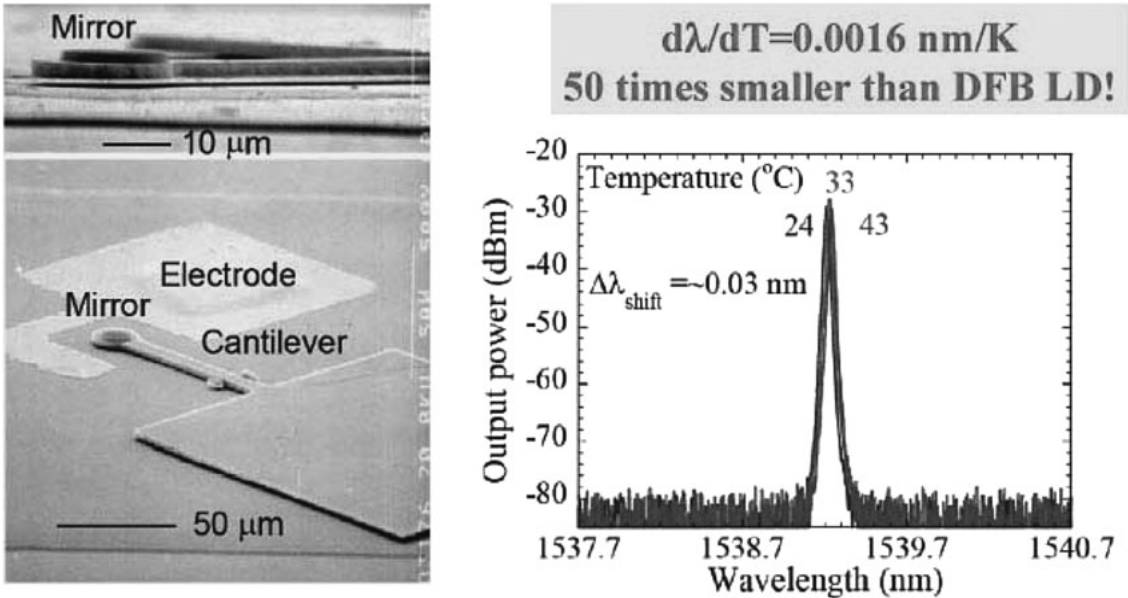 Mirror
10 µm
Electrode
Mirror
Cantilever
50 µm
dλ/dT=0.0016 nm/K
50 times smaller than DFB LD!
-20
-30
-40
-50
-60
-70
-80
Output power (dBm)
Temperature (°C)
33
24
43
Δλshift =~0.03 nm
1537.7
1538.7
1539.7
1540.7
Wavelength (nm)